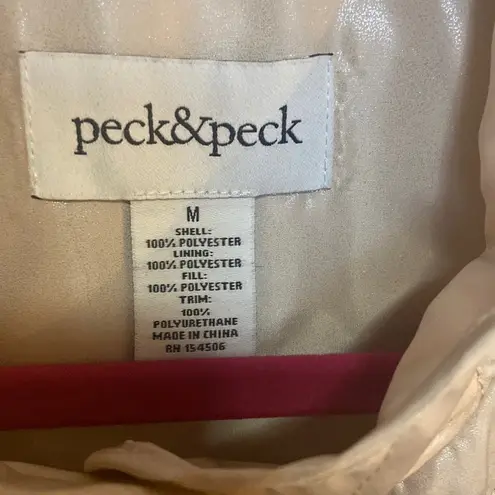 peck&peck
M
SHELL:
100% POLYESTER
LINING:
100% POLYESTER
FILL:
100% POLYESTER
TRIM:
100%
POLYURETHANE
MADE IN CHINA
RN 154506